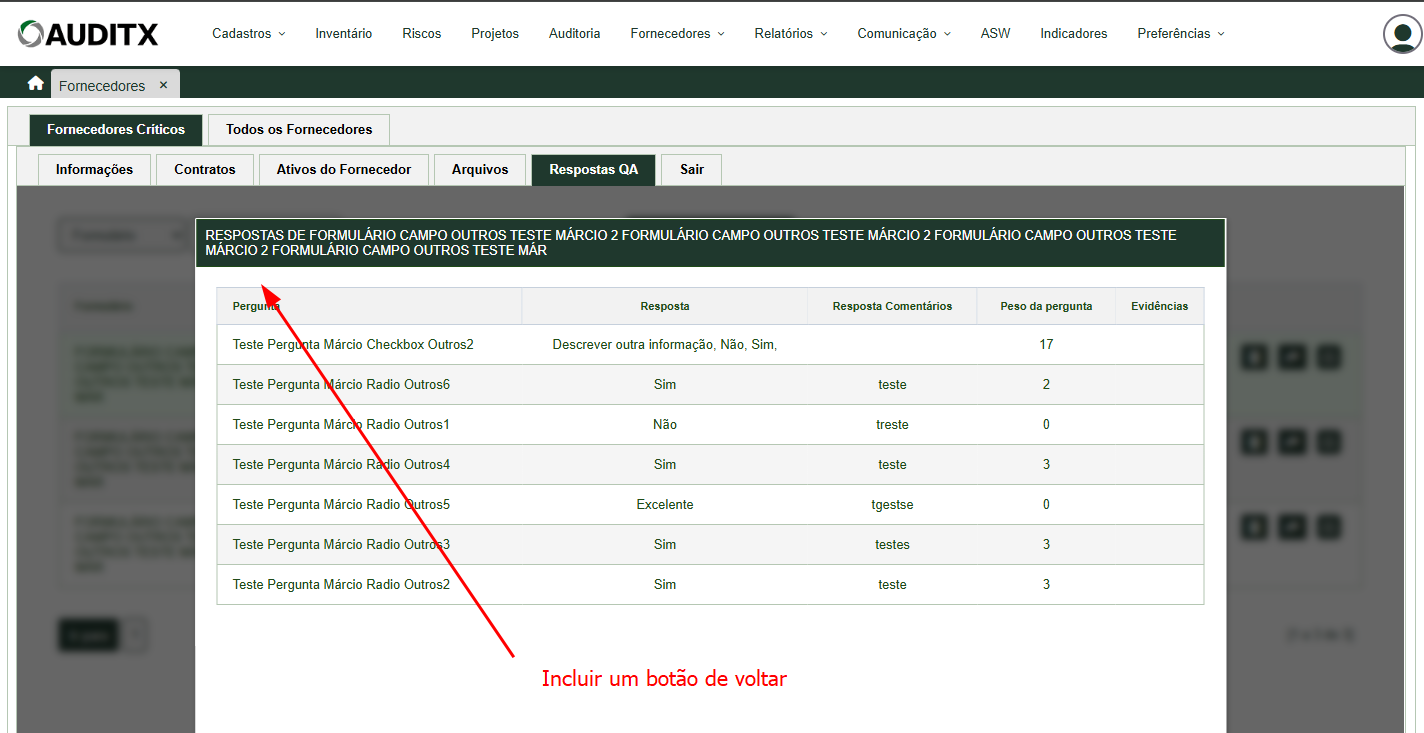 AUDITX
Cadastros Inventário Riscos Projetos Auditoria Fornecedores Relatórios Comunicação ASW Indicadores Preferências
Fornecedores ×
Fornecedores Críticos Todos os Fornecedores
Informações Contratos Ativos do Fornecedor Arquivos Respostas QA Sair
RESPOSTAS DE FORMULÁRIO CAMPO OUTROS TESTE MÁRCIO 2 FORMULÁRIO CAMPO OUTROS TESTE MÁRCIO 2 FORMULÁRIO CAMPO OUTROS TESTE
MÁRCIO 2 FORMULÁRIO CAMPO OUTROS TESTE MÁR
Pergunta Resposta Resposta Comentários Peso da pergunta Evidências
Teste Pergunta Márcio Checkbox Outros2 Descrever outra informação, Não, Sim, 17
Teste Pergunta Márcio Radio Outros6 Sim teste 2
Teste Pergunta Márcio Radio Outros1 Não treste 0
Teste Pergunta Márcio Radio Outros4 Sim teste 3
Teste Pergunta Márcio Radio Outros5 Excelente tgestse 0
Teste Pergunta Márcio Radio Outros3 Sim testes 3
Teste Pergunta Márcio Radio Outros2 Sim teste 3
Incluir um botão de voltar